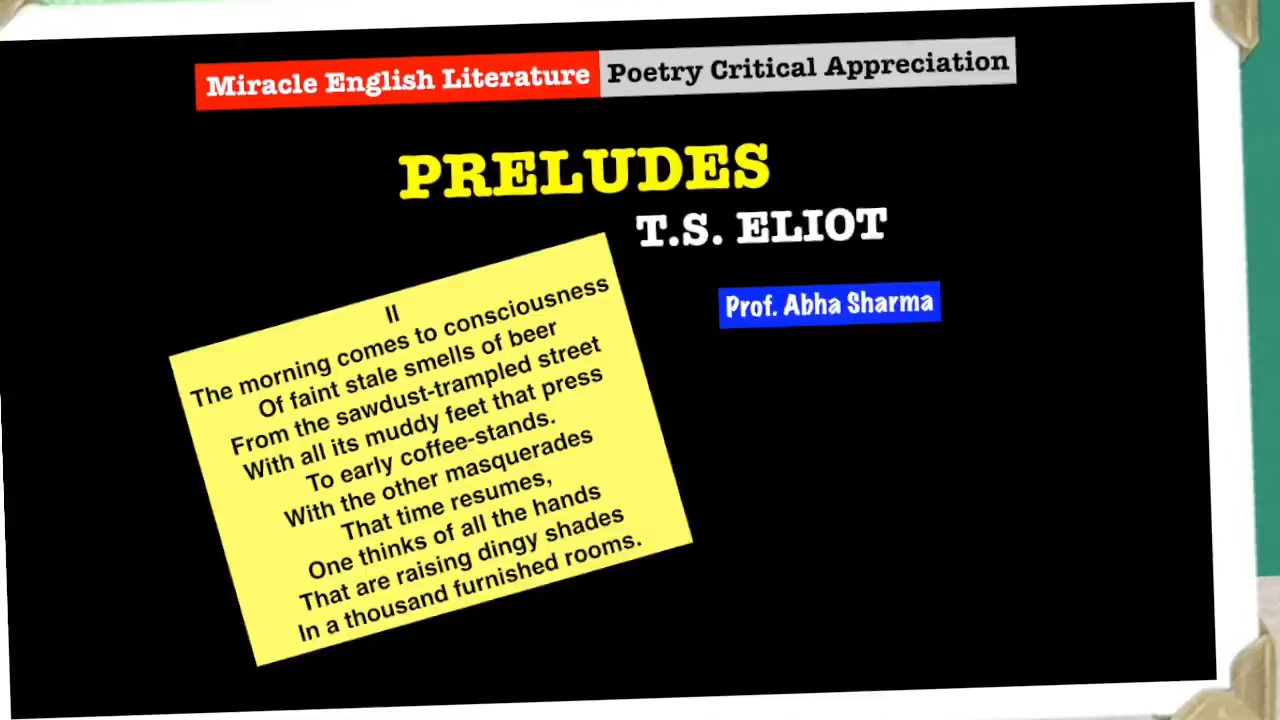 Miracle English Literature Poetry Critical Appreciation
PRELUDES
T.S. ELIOT
Prof. Abha Sharma
II
The morning comes to consciousness
Of faint stale smells of beer
From the sawdust-trampled street
With all its muddy feet that press
To early coffee-stands.
With the other masquerades
That time resumes,
One thinks of all the hands
That are raising dingy shades
In a thousand furnished rooms.